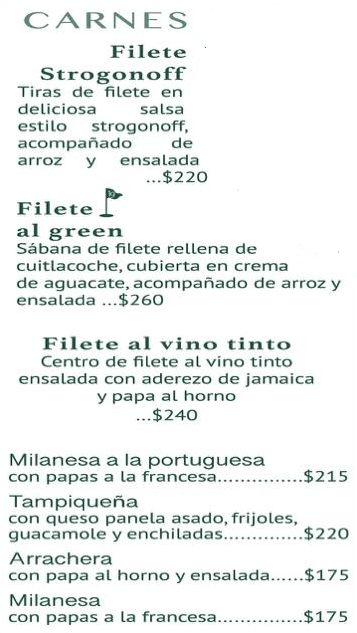 CARNES
Filete
Strogonoff
Tiras de filete en
deliciosa salsa
estilo strogonoff,
acompañado de
arroz y ensalada
...$220
Filete
al green
Sábana de filete rellena de
cuitlacoche, cubierta en crema
de aguacate, acompañado de arroz y
ensalada ...$260
Filete al vino tinto
Centro de filete al vino tinto
ensalada con aderezo de jamaica
y papa al horno
...$240
Milanesa a la portuguesa
con papas a la francesa...............$215
Tampiqueña
con queso panela asado, frijoles,
guacamole y enchiladas.............$220
Arrachera
con papa al horno y ensalada......$175
Milanesa
con papas a la francesa...............$175